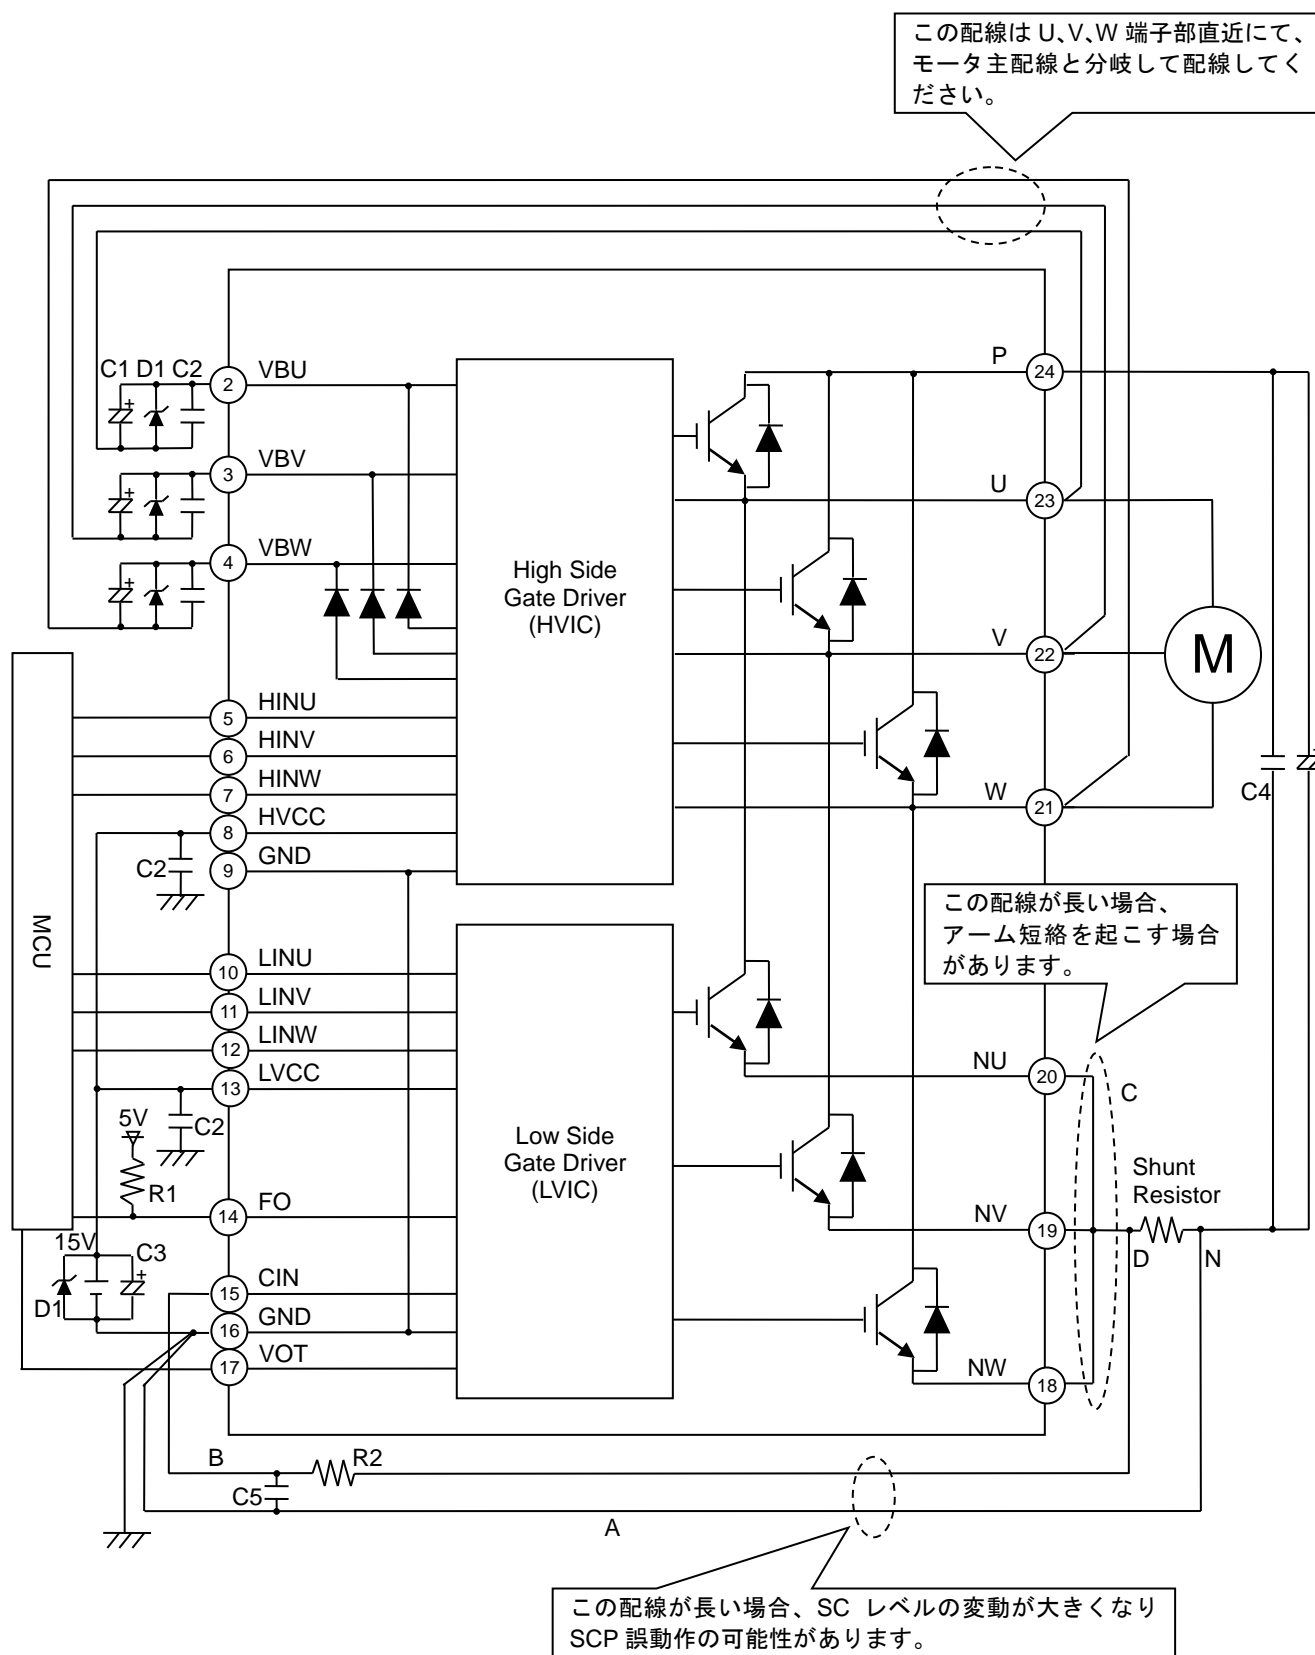 この配線は U、V、W 端子部直近にて、
モータ主配線と分岐して配線してく
ださい。
C1 D1 C2
2
VBU
P
24
3
VBV
U
23
4
VBW
High Side
Gate Driver
(HVIC)
V
22
M
5
HINU
6
HINV
7
HINW
W
21
C4
8
HVCC
C2
9
GND
MCU
この配線が長い場合、
アーム短絡を起こす場合
があります。
10
LINU
11
LINV
12
LINW
13
LVCC
NU
20
C
5V
C2
Low Side
Gate Driver
(LVIC)
Shunt
Resistor
R1
14
FO
NV
19
D
N
15V
C3
D1
15
CIN
16
GND
17
VOT
NW
18
B
R2
C5
A
この配線が長い場合、SC レベルの変動が大きくなり
SCP 誤動作の可能性があります。